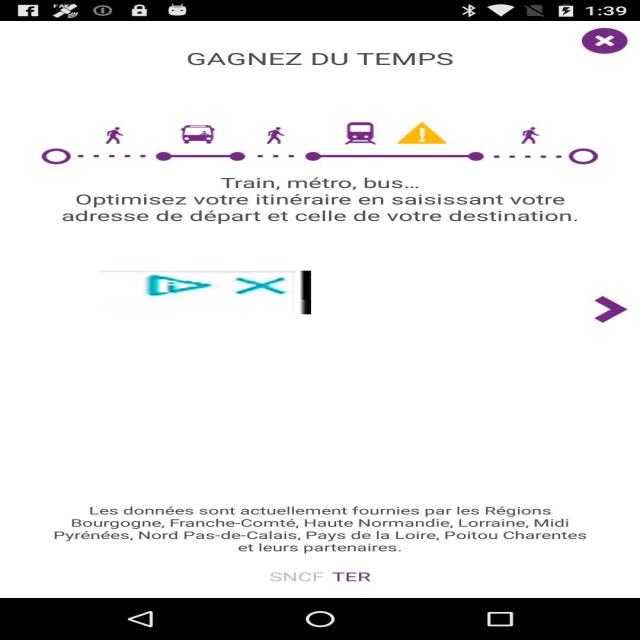 1:39
GAGNEZ DU TEMPS
Train, métro, bus...
Optimisez votre itinéraire en saisissant votre
adresse de départ et celle de votre destination.
Les données sont actuellement fournies par les Régions
Bourgogne, Franche-Comté, Haute Normandie, Lorraine, Midi
Pyrénées, Nord Pas-de-Calais, Pays de la Loire, Poitou Charentes
et leurs partenaires.
SNCF TER